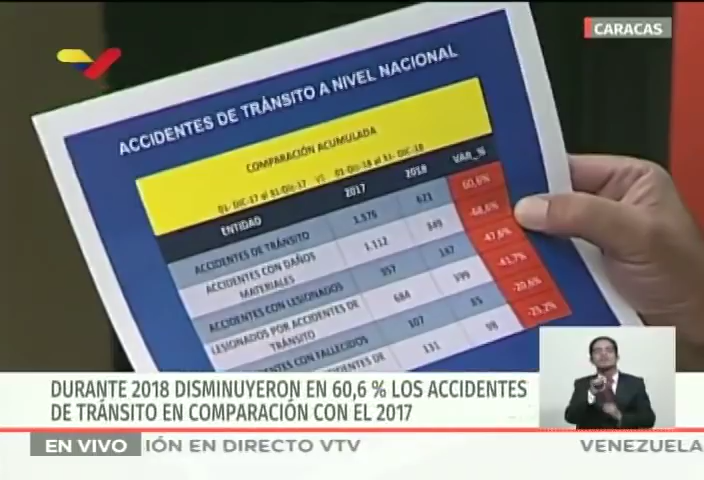 CARACAS
ACCIDENTES DE TRÁNSITO A NIVEL NACIONAL
COMPARACIÓN ACUMULADA
01- DIC-17 al 31-DIC-17 VS 01-DIC-18 al 31- DIC-18
ENTIDAD 2017 2018 VAR_%
ACCIDENTES DE TRÁNSITO 1.576 621 60,6%
ACCIDENTES CON DAÑOS
MATERIALES 1.112 349 -68,6%
ACCIDENTES CON LESIONADOS 357 187 -47,6%
LESIONADOS POR ACCIDENTES DE
TRÁNSITO 684 399 -41,7%
ACCIDENTES CON FALLECIDOS 107 85 -20,6%
ACCIDENTES DE 131 98 -25,2%
DURANTE 2018 DISMINUYERON EN 60,6 % LOS ACCIDENTES
DE TRÁNSITO EN COMPARACIÓN CON EL 2017
EN VIVO IÓN EN DIRECTO VTV VENEZUELA